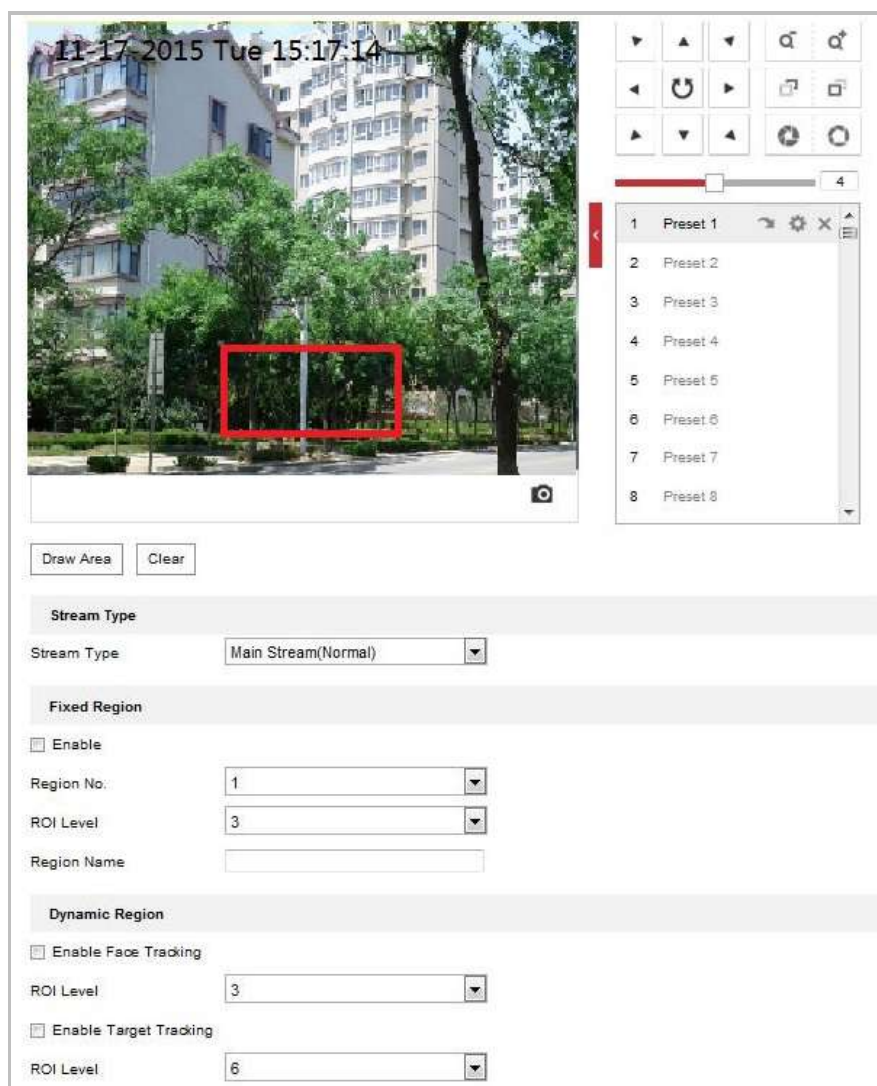 11-17-2015 Tue 15:17:14
4
1 Preset 1
2 Preset 2
3 Preset 3
4 Preset 4
5 Preset 5
6 Preset 6
7 Preset 7
8 Preset 8
Draw Area Clear
Stream Type
Stream Type Main Stream(Normal)
Fixed Region
Enable
Region No. 1
ROI Level 3
Region Name
Dynamic Region
Enable Face Tracking
ROI Level 3
Enable Target Tracking
ROI Level 6